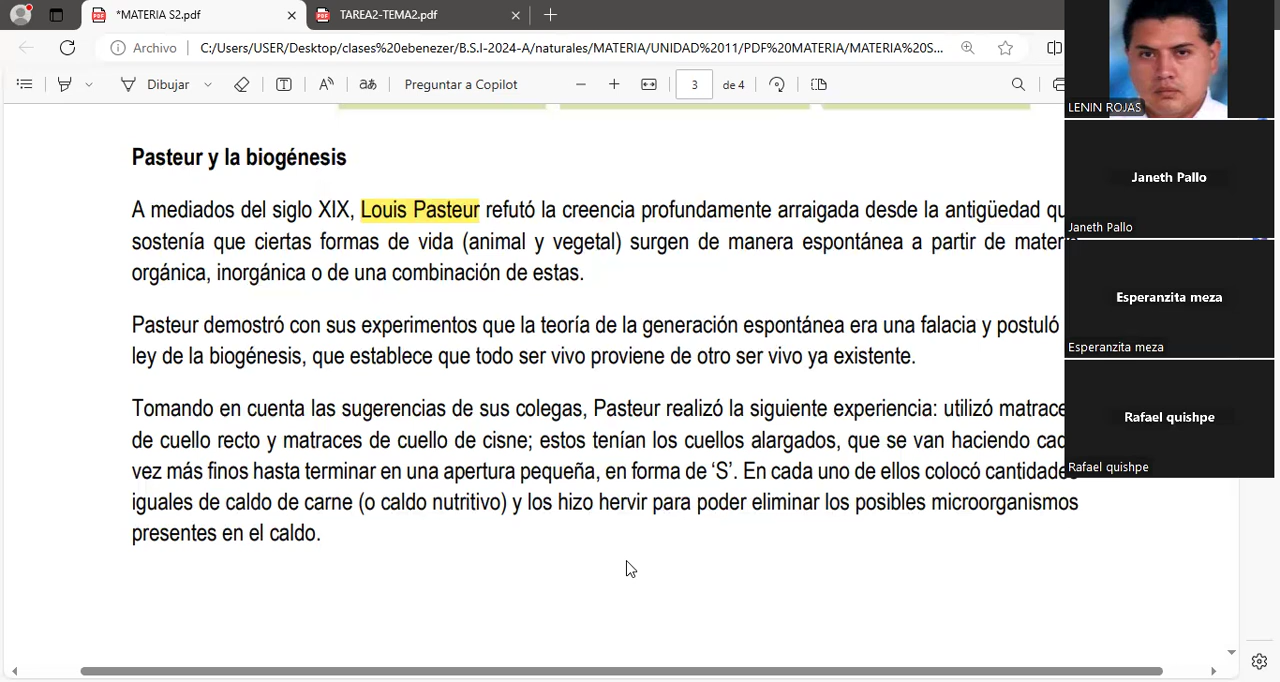 *MATERIA S2.pdf
TAREA2-TEMA2.pdf
Archivo
C:/Users/USER/Desktop/clases%20ebenezer/B.S.I-2024-A/naturales/MATERIA/UNIDAD%2011/PDF%20MATERIA/MATERIA%20S...
Dibujar
Preguntar a Copilot
3 de 4
LENIN ROJAS
Pasteur y la biogénesis
A mediados del siglo XIX, Louis Pasteur refutó la creencia profundamente arraigada desde la antigüedad qu
sostenía que ciertas formas de vida (animal y vegetal) surgen de manera espontánea a partir de materi
orgánica, inorgánica o de una combinación de estas.
Pasteur demostró con sus experimentos que la teoría de la generación espontánea era una falacia y postuló
ley de la biogénesis, que establece que todo ser vivo proviene de otro ser vivo ya existente.
Tomando en cuenta las sugerencias de sus colegas, Pasteur realizó la siguiente experiencia: utilizó matrace
de cuello recto y matraces de cuello de cisne; estos tenían los cuellos alargados, que se van haciendo cad
vez más finos hasta terminar en una apertura pequeña, en forma de ‘S’. En cada uno de ellos colocó cantidade
iguales de caldo de carne (o caldo nutritivo) y los hizo hervir para poder eliminar los posibles microorganismos
presentes en el caldo.
Janeth Pallo
Janeth Pallo
Esperanzita meza
Esperanzita meza
Rafael quishpe
Rafael quishpe